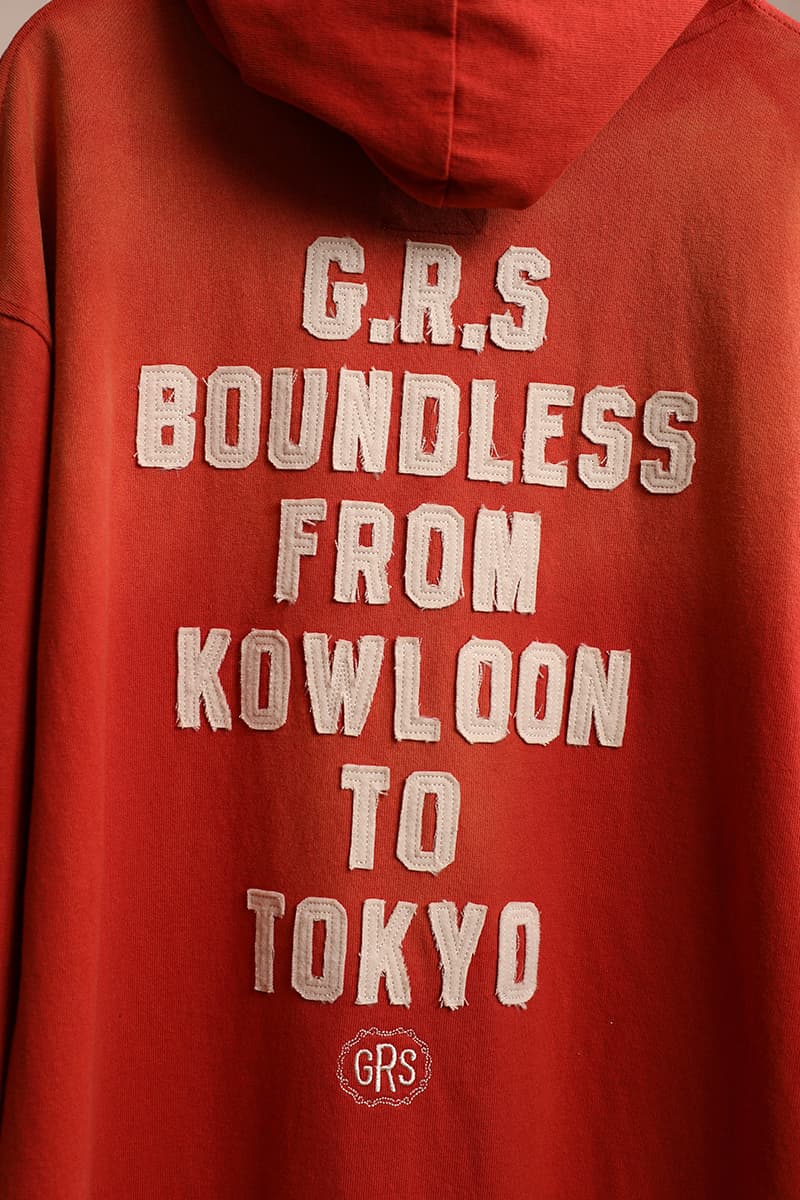 G.R.S
BOUNDLESS
FROM
KOWLOON
TO
TOKYO
GRS